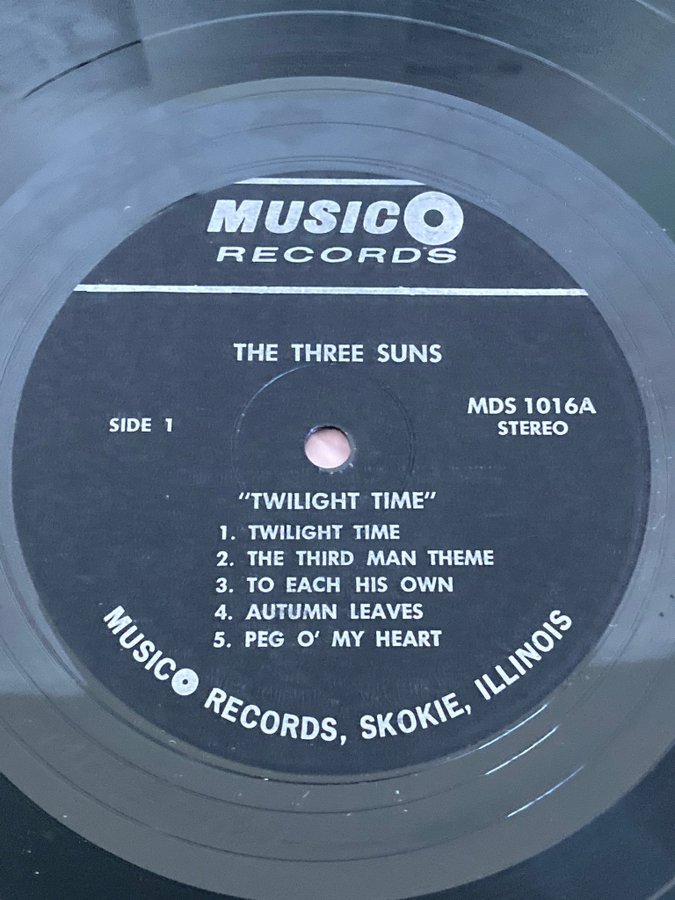 MUSICO
RECORDS
THE THREE SUNS
SIDE 1
MDS 1016A
STEREO
"TWILIGHT TIME"
1. TWILIGHT TIME
2. THE THIRD MAN THEME
3. TO EACH HIS OWN
4. AUTUMN LEAVES
5. PEG O' MY HEART
MUSICO RECORDS, SKOKIE, ILLINOIS